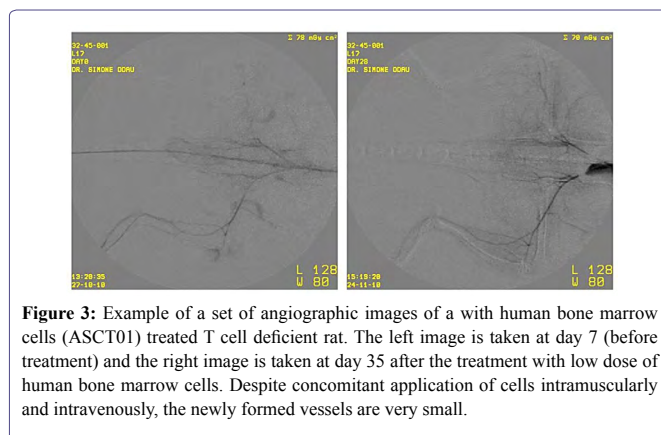 32-45-001
L17
DAY0
DR. SIMONE DDAU
Σ 78 mGy cm²
13:20:35
27-10-10
L 128
W 80
32-45-001
L17
DAY28
DR. SIMONE DDAU
Σ 70 mGy cm²
15:19:20
24-11-10
L 128
W 80
Figure 3: Example of a set of angiographic images of a with human bone marrow
cells (ASCT01) treated T cell deficient rat. The left image is taken at day 7 (before
treatment) and the right image is taken at day 35 after the treatment with low dose of
human bone marrow cells. Despite concomitant application of cells intramuscularly
and intravenously, the newly formed vessels are very small.